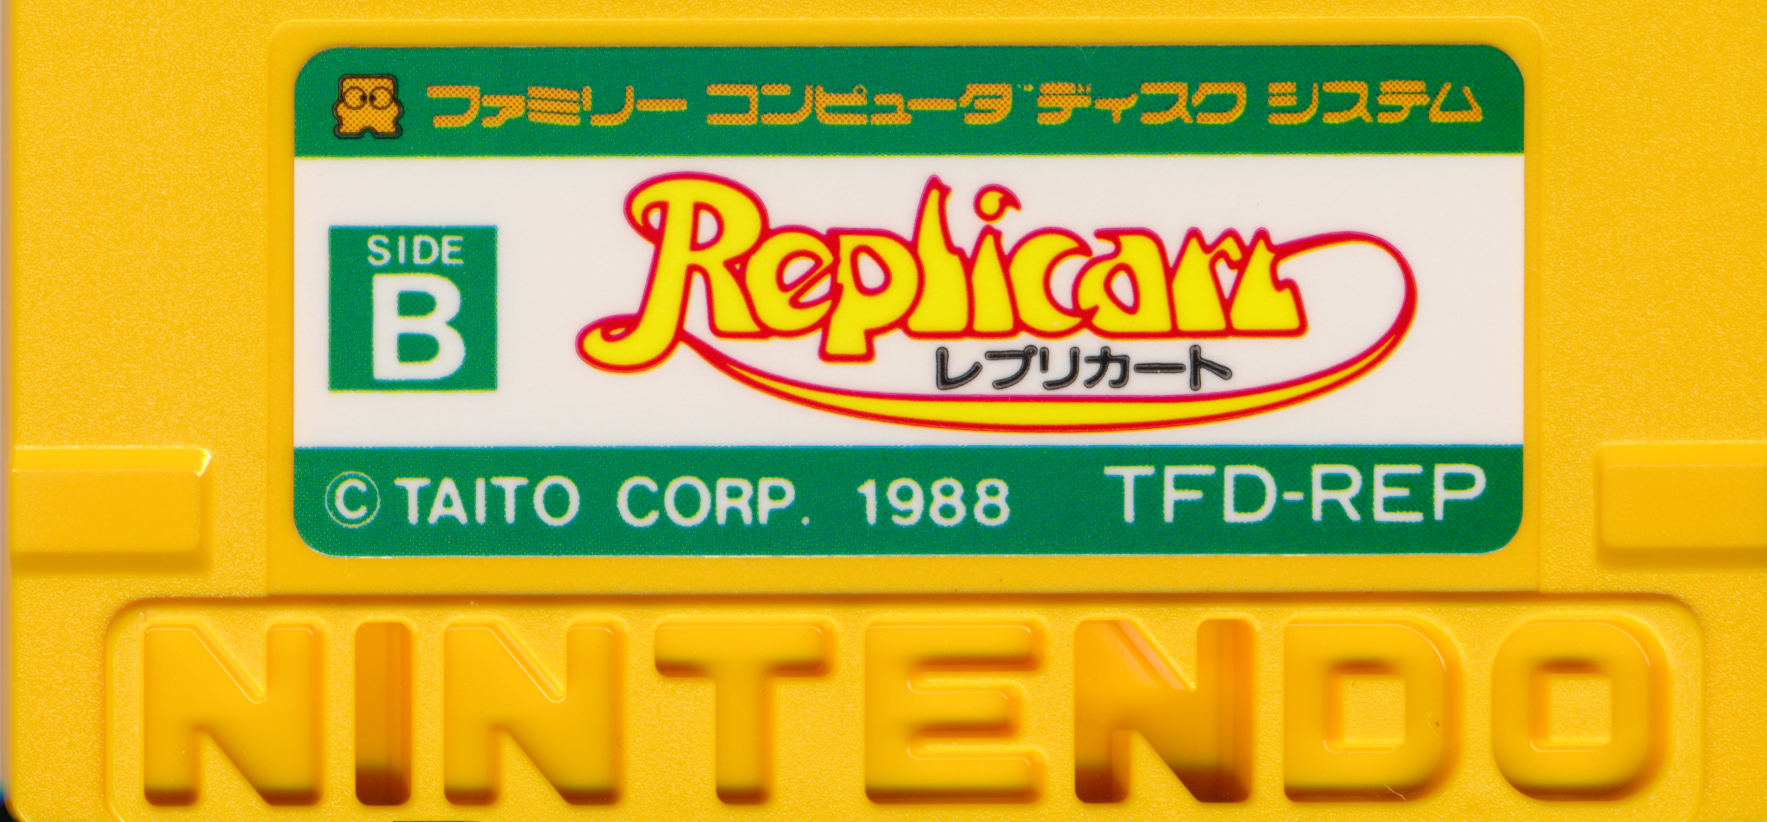 ファミリー コンピュータ ディスク システム
SIDE
B
Replicart
レプリカート
© TAITO CORP. 1988 TFD-REP
NINTENDO